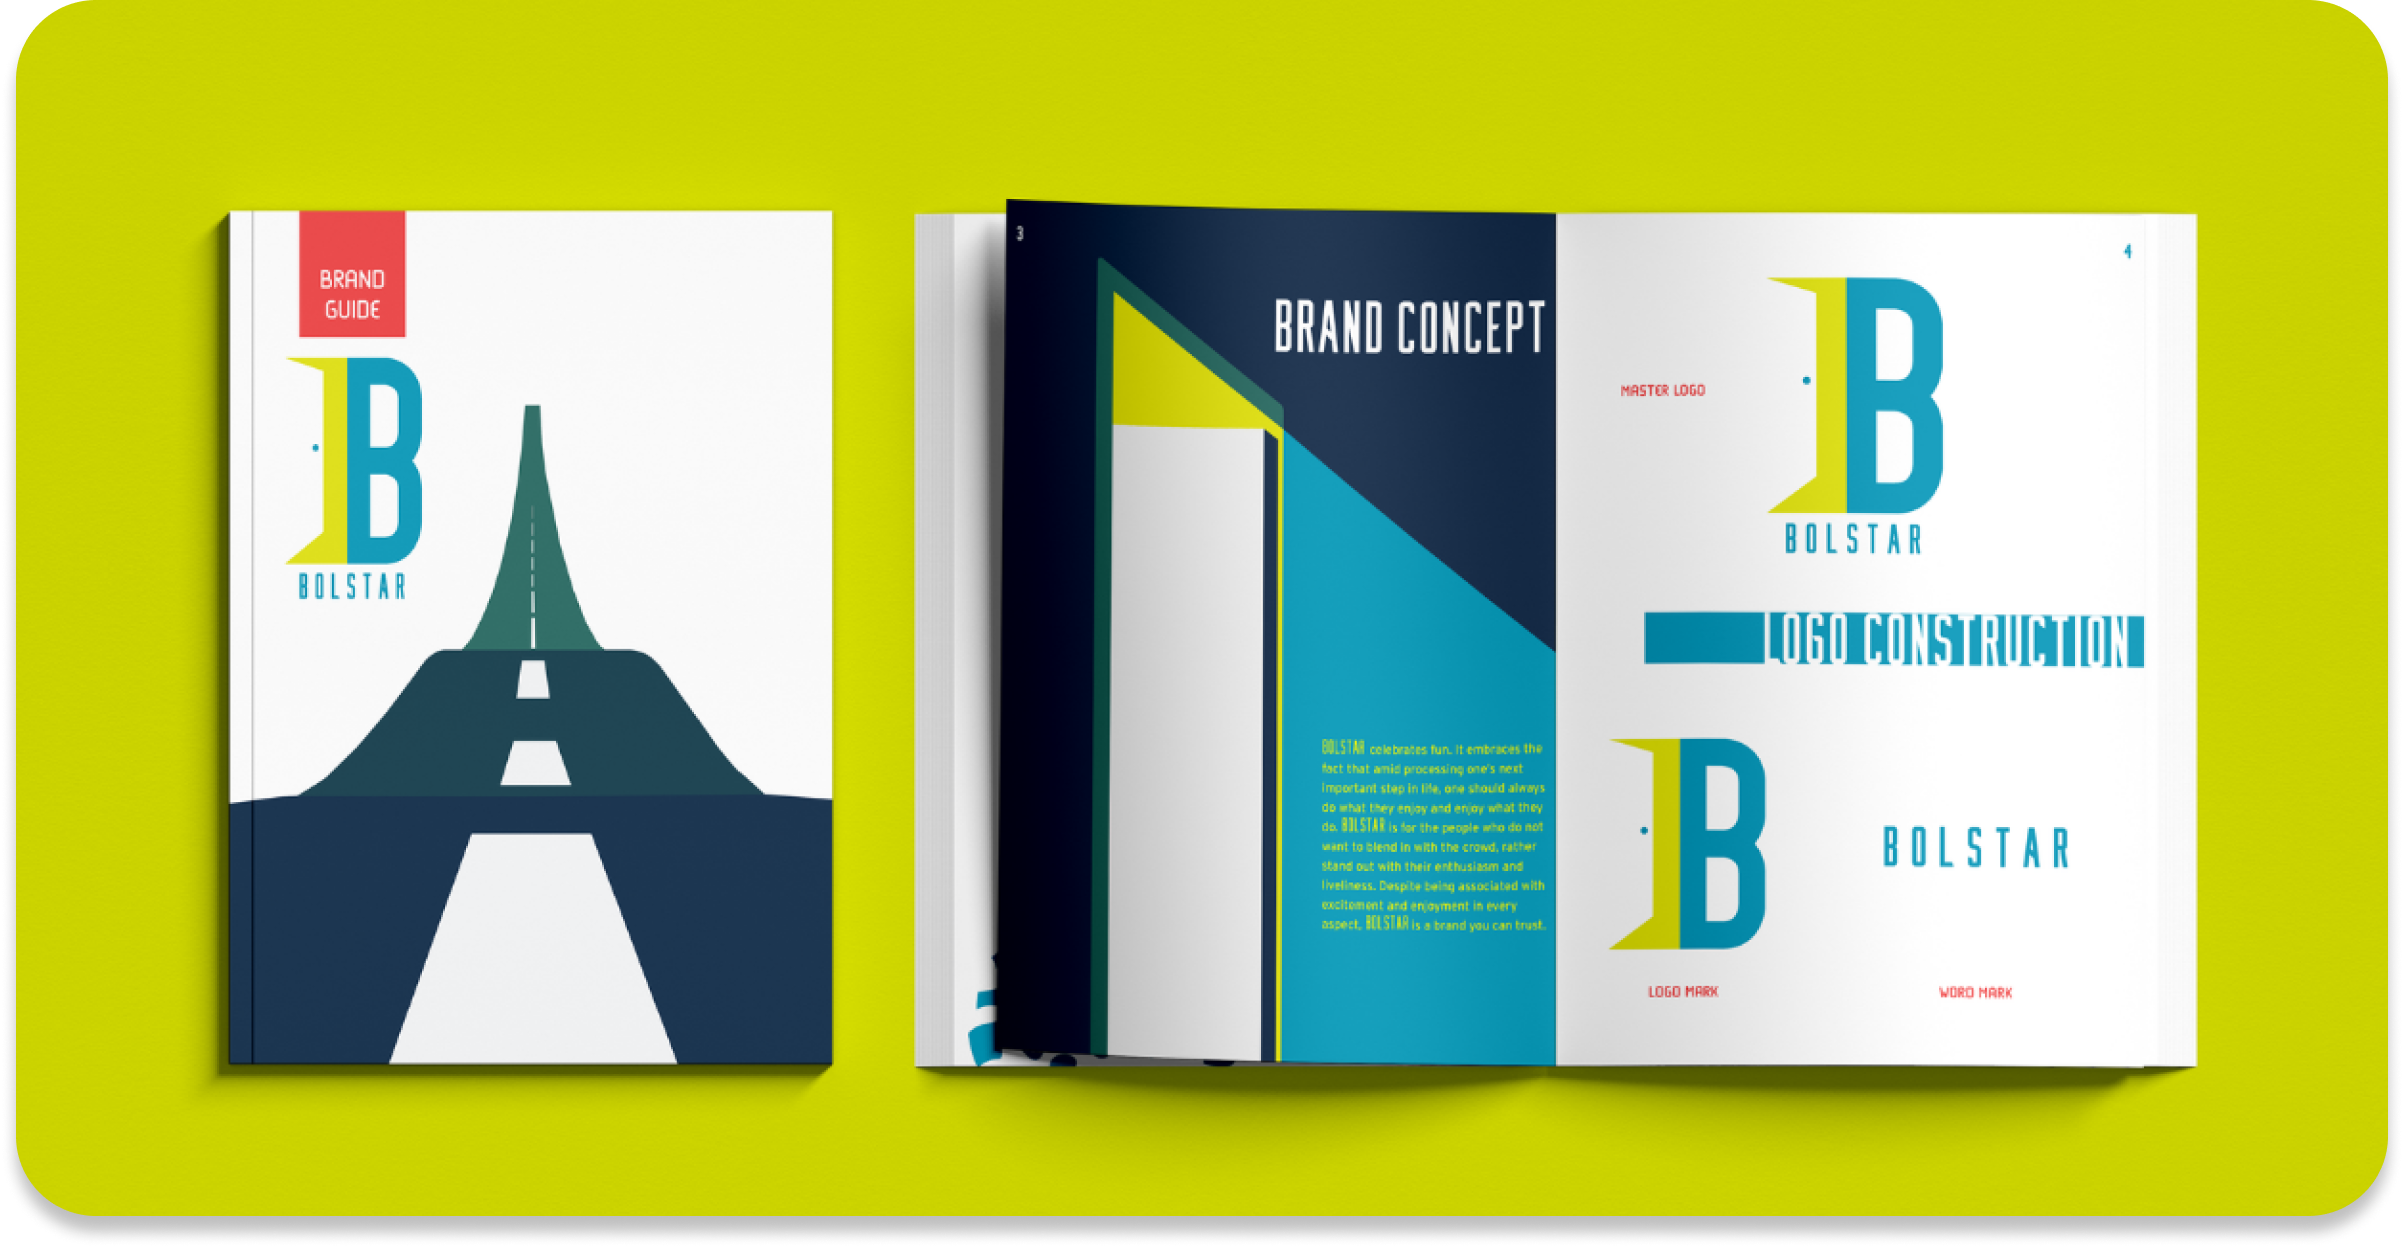 BRAND
GUIDE
BOLSTAR
3
BRAND CONCEPT
BOLSTAR celebrates fun. It embraces the
fact that amid processing one's next
important step in life, one should always
do what they enjoy and enjoy what they
do. BOLSTAR is for the people who do not
want to blend in with the crowd, rather
stand out with their enthusiasm and
liveliness. Despite being associated with
excitement and enjoyment in every
aspect, BOLSTAR is a brand you can trust.
4
MASTER LOGO
BOLSTAR
LOGO CONSTRUCTION
BOLSTAR
LOGO MARK
WORD MARK